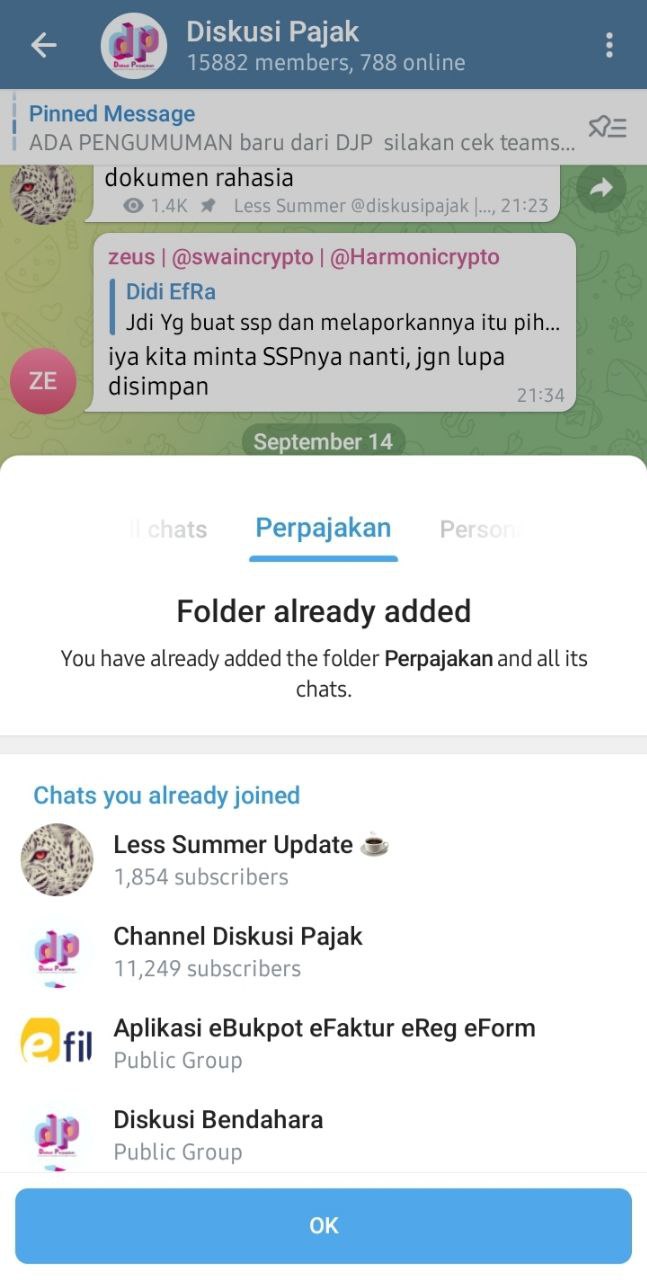 Diskusi Pajak
15882 members, 788 online
Pinned Message
ADA PENGUMUMAN baru dari DJP silakan cek teams...
dokumen rahasia
1.4K Less Summer @diskusipajak |..., 21:23
zeus | @swaincrypto | @Harmonicrypto
Didi EfRa
Jdi Yg buat ssp dan melaporkannya itu pih...
iya kita minta SSPnya nanti, jgn lupa
disimpan
21:34
ZE
September 14
ll chats Perpajakan Person
Folder already added
You have already added the folder Perpajakan and all its
chats.
Chats you already joined
Less Summer Update ☕
1,854 subscribers
dp
Channel Diskusi Pajak
11,249 subscribers
efil
Aplikasi eBukpot eFaktur eReg eForm
Public Group
dp
Diskusi Bendahara
Public Group
OK